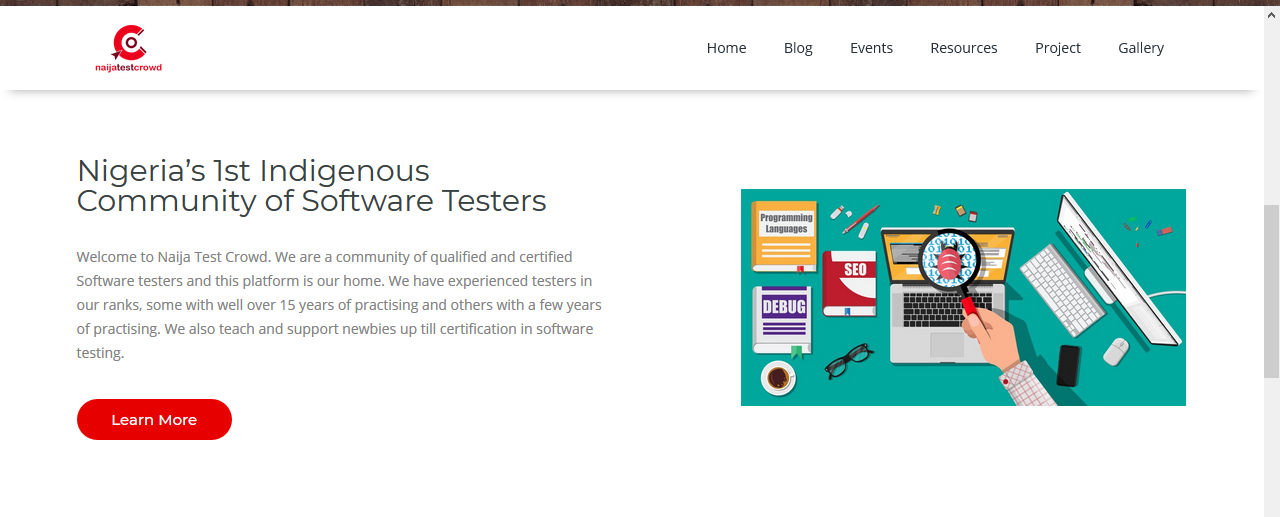 naijatestcrowd
Home Blog Events Resources Project Gallery
Nigeria’s 1st Indigenous
Community of Software Testers
Welcome to Naija Test Crowd. We are a community of qualified and certified
Software testers and this platform is our home. We have experienced testers in
our ranks, some with well over 15 years of practising and others with a few years
of practising. We also teach and support newbies up till certification in software
testing.
Learn More
Programming
Languages
SEO
DEBUG